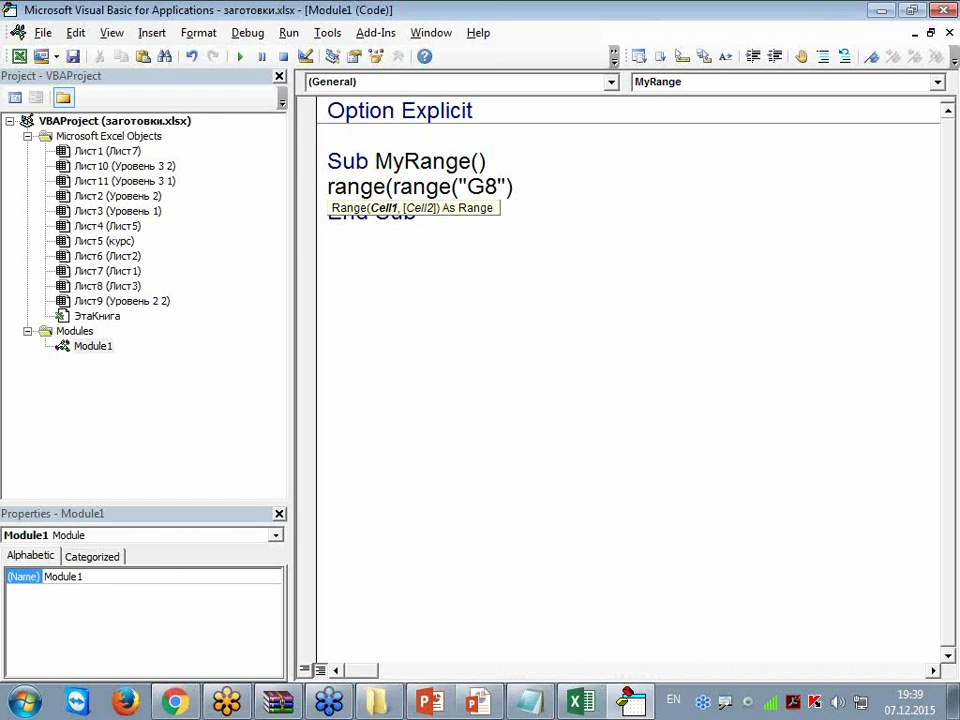 Microsoft Visual Basic for Applications - заготовки.xlsx - [Module1 (Code)]
File Edit View Insert Format Debug Run Tools Add-Ins Window Help
Project - VBAProject
(General)
MyRange
VBAProject (заготовки.xlsx)
Microsoft Excel Objects
Лист1 (Лист7)
Лист10 (Уровень 3 2)
Лист11 (Уровень 3 1)
Лист2 (Уровень 2)
Лист3 (Уровень 1)
Лист4 (Лист5)
Лист5 (курс)
Лист6 (Лист2)
Лист7 (Лист1)
Лист8 (Лист3)
Лист9 (Уровень 2 2)
ЭтаКнига
Modules
Module1
Option Explicit
Sub MyRange()
range(range("G8")
Range(Cell1, [Cell2]) As Range
End Sub
Properties - Module1
Module1 Module
Alphabetic Categorized
(Name) Module1
EN
19:39
07.12.2015